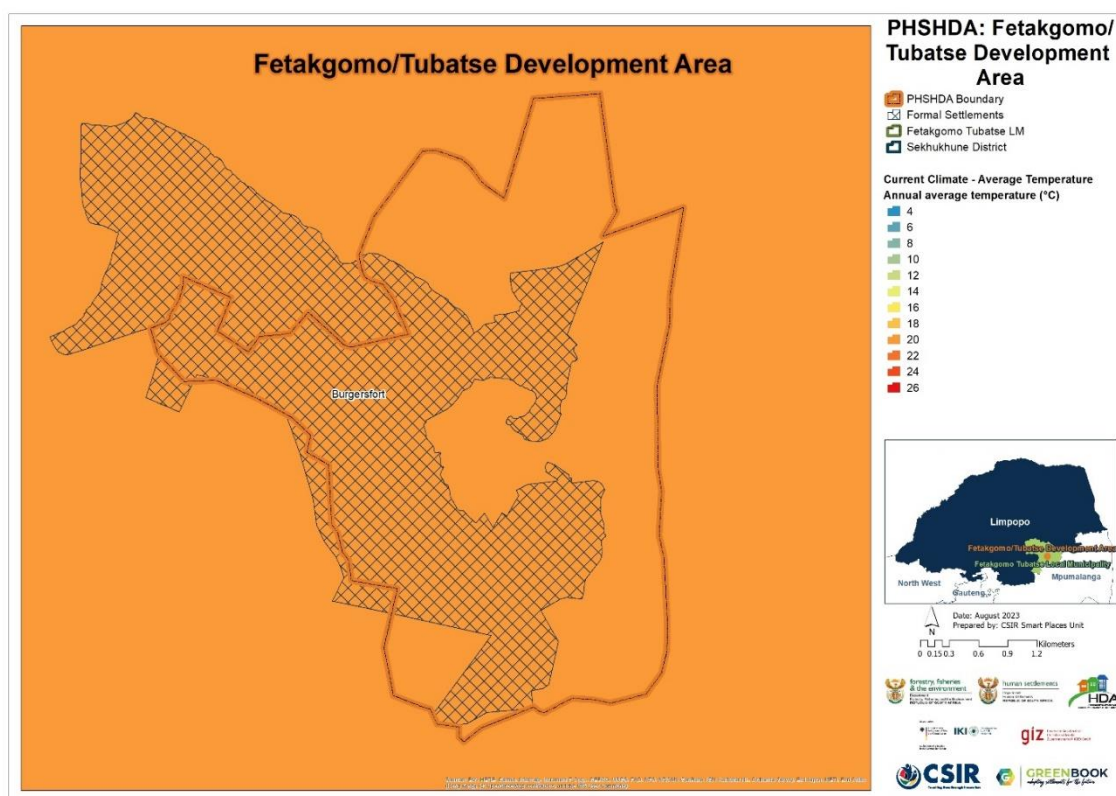 Fetakgomo/Tubatse Development Area
Burgersfort
PHSHDA: Fetakgomo/
Tubatse Development
Area
PHSHDA Boundary
Formal Settlements
Fetakgomo Tubatse LM
Sekhukhune District
Current Climate - Average Temperature
Annual average temperature (°C)
4
6
8
10
12
14
16
18
20
22
24
26
Limpopo
Fetakgomo/Tubatse Development Area
Fetakgomo Tubatse Local Municipality
North West
Mpumalanga
Gauteng
Date: August 2023
Prepared by: CSIR Smart Places Unit
N
Kilometers
0 0.15 0.3 0.6 0.9 1.2
forestry, fisheries
& the environment
human settlements
HDA
IKI
giz
CSIR
GREENBOOK